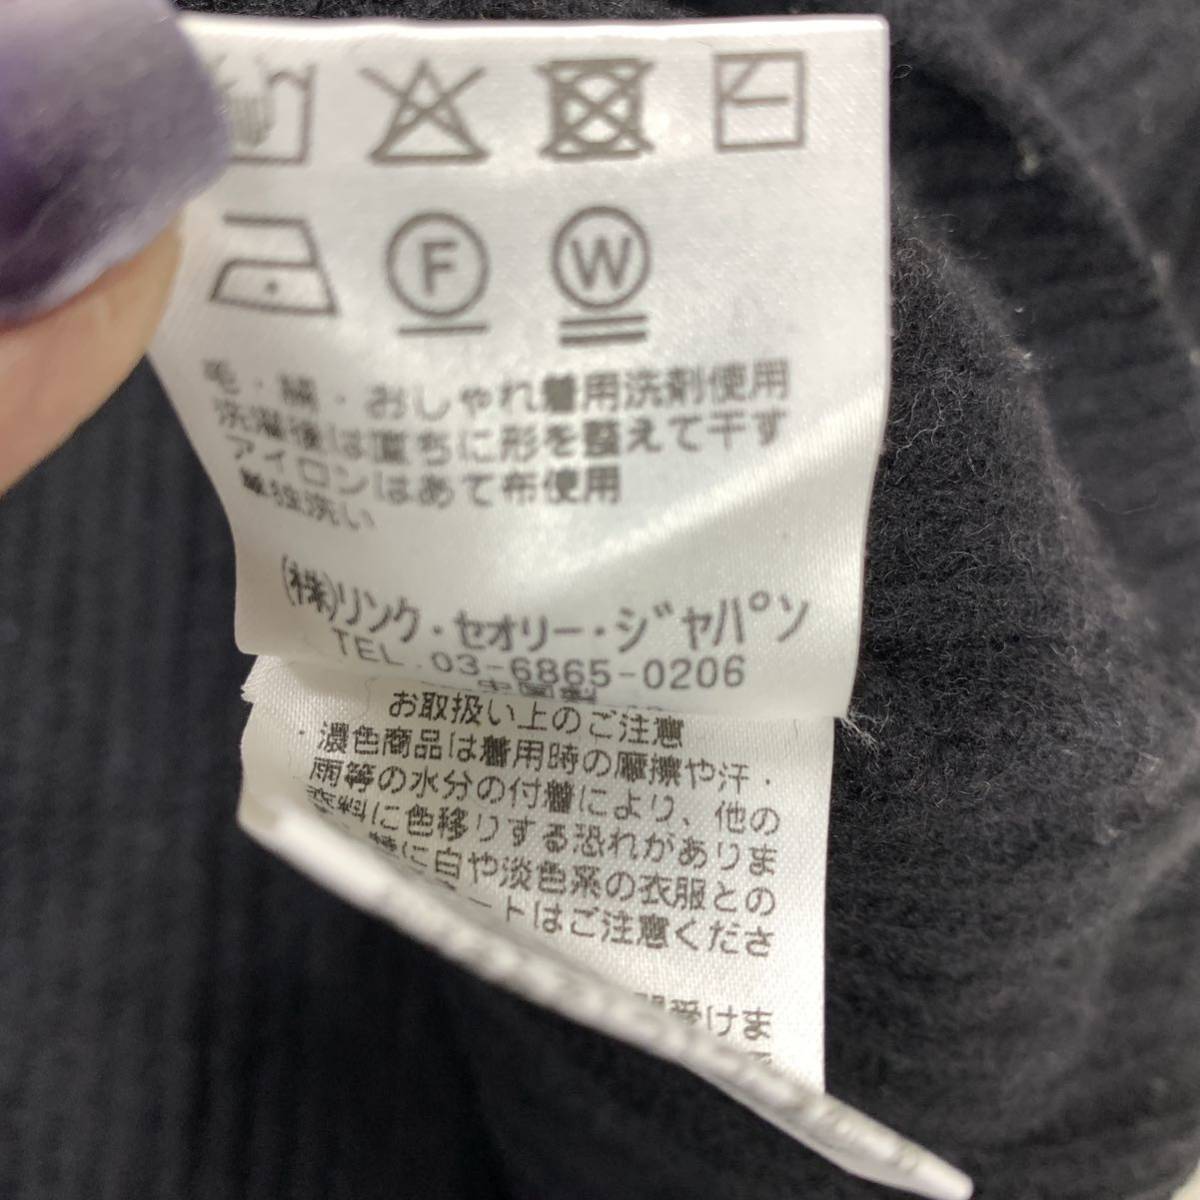 F W
毛・絹・おしゃれ着用洗剤使用
洗濯後は直ちに形を整えて干す
アイロンはあて布使用
単独洗い
(株)リンク・セオリー・ジャパン
TEL.03-6865-0206
中国製
お取扱い上のご注意
・濃色商品は着用時の摩擦や汗・
雨等の水分の付着により、他の
衣料に色移りする恐れがありま
特に白や淡色系の衣服との
ートはご注意くださ
受けま